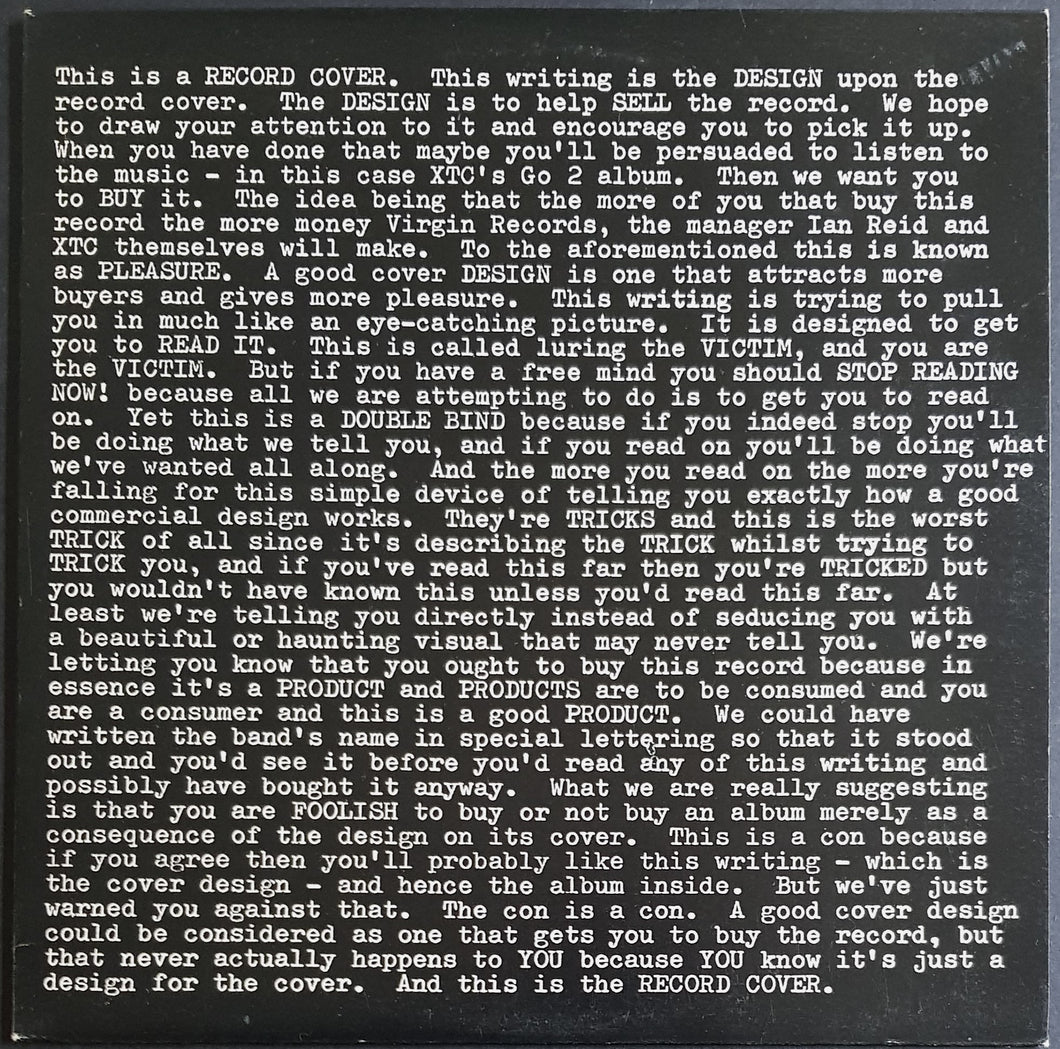 This is a RECORD COVER.  This writing is the DESIGN upon the
record cover.  The DESIGN is to help SELL the record.  We hope
to draw your attention to it and encourage you to pick it up.
When you have done that maybe you'll be persuaded to listen to
the music - in this case XTC's Go 2 album.  Then we want you
to BUY it.  The idea being that the more of you that buy this
record the more money Virgin Records, the manager Ian Reid and
XTC themselves will make.  To the aforementioned this is known
as PLEASURE.  A good cover DESIGN is one that attracts more
buyers and gives more pleasure.  This writing is trying to pull
you in much like an eye-catching picture.  It is designed to get
you to READ IT.  This is called luring the VICTIM, and you are
the VICTIM.  But if you have a free mind you should STOP READING
NOW! because all we are attempting to do is to get you to read
on.  Yet this is a DOUBLE BIND because if you indeed stop you'll
be doing what we tell you, and if you read on you'll be doing what
we've wanted all along.  And the more you read on the more you're
falling for this simple device of telling you exactly how a good
commercial design works.  They're TRICKS and this is the worst
TRICK of all since it's describing the TRICK whilst trying to
TRICK you, and if you've read this far then you're TRICKED but
you wouldn't have known this unless you'd read this far.  At
least we're telling you directly instead of seducing you with
a beautiful or haunting visual that may never tell you.  We're
letting you know that you ought to buy this record because in
essence it's a PRODUCT and PRODUCTS are to be consumed and you
are a consumer and this is a good PRODUCT.  We could have
written the band's name in special lettering so that it stood
out and you'd see it before you'd read any of this writing and
possibly have bought it anyway.  What we are really suggesting
is that you are FOOLISH to buy or not buy an album merely as a
consequence of the design on its cover.  This is a con because
if you agree then you'll probably like this writing - which is
the cover design - and hence the album inside.  But we've just
warned you against that.  The con is a con.  A good cover design
could be considered as one that gets you to buy the record, but
that never actually happens to YOU because YOU know it's just a
design for the cover.  And this is the RECORD COVER.